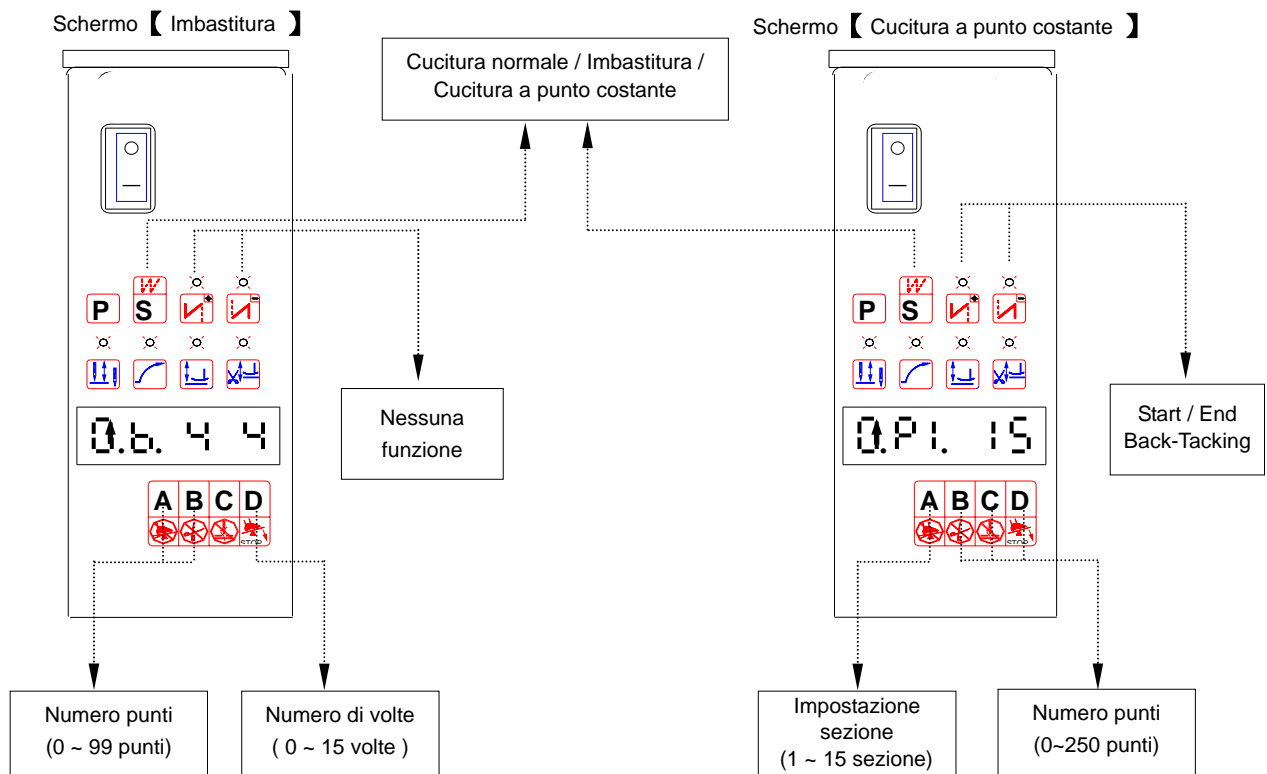 Schermo【 Imbastitura 】
Schermo【 Cucitura a punto costante 】
Cucitura normale / Imbastitura /
Cucitura a punto costante
P S
P S
Nessuna
funzione
Start / End
Back-Tacking
0.b. 4 4
0.P1. 15
A B C D
STOP
A B C D
STOP
Numero punti
(0 ~ 99 punti)
Numero di volte
( 0 ~ 15 volte )
Impostazione
sezione
(1 ~ 15 sezione)
Numero punti
(0~250 punti)